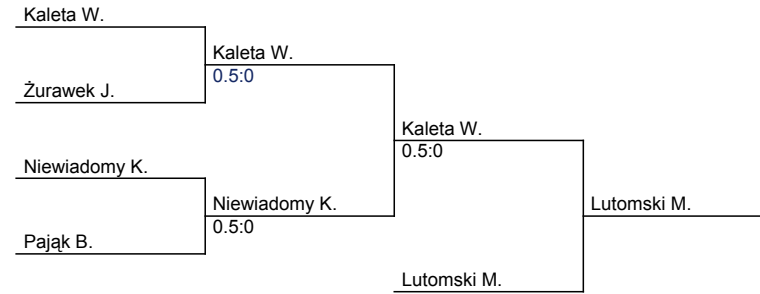 Kaleta W.
Kaleta W.
0.5:0
Żurawek J.
Kaleta W.
0.5:0
Niewiadomy K.
Niewiadomy K.
0.5:0
Lutomski M.
Pająk B.
Lutomski M.